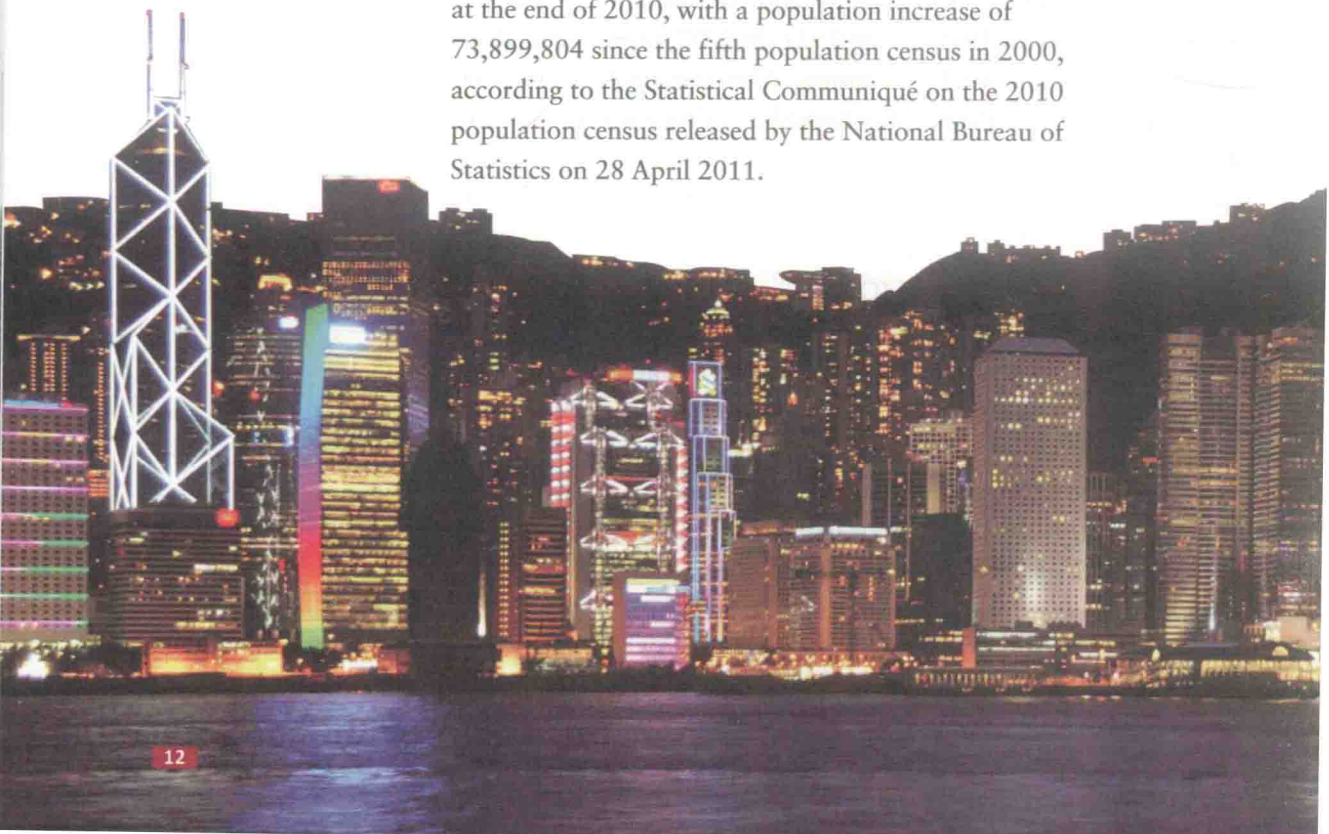 at the end of 2010, with a population increase of
73,899,804 since the fifth population census in 2000,
according to the Statistical Communiqué on the 2010
population census released by the National Bureau of
Statistics on 28 April 2011.
12